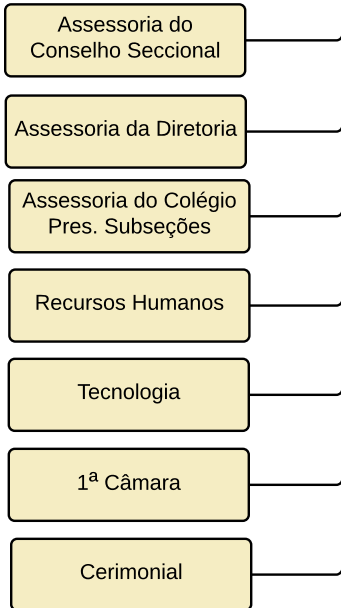 Assessoria do
Conselho Seccional
Assessoria da Diretoria
Assessoria do Colégio
Pres. Subseções
Recursos Humanos
Tecnologia
1ª Câmara
Cerimonial